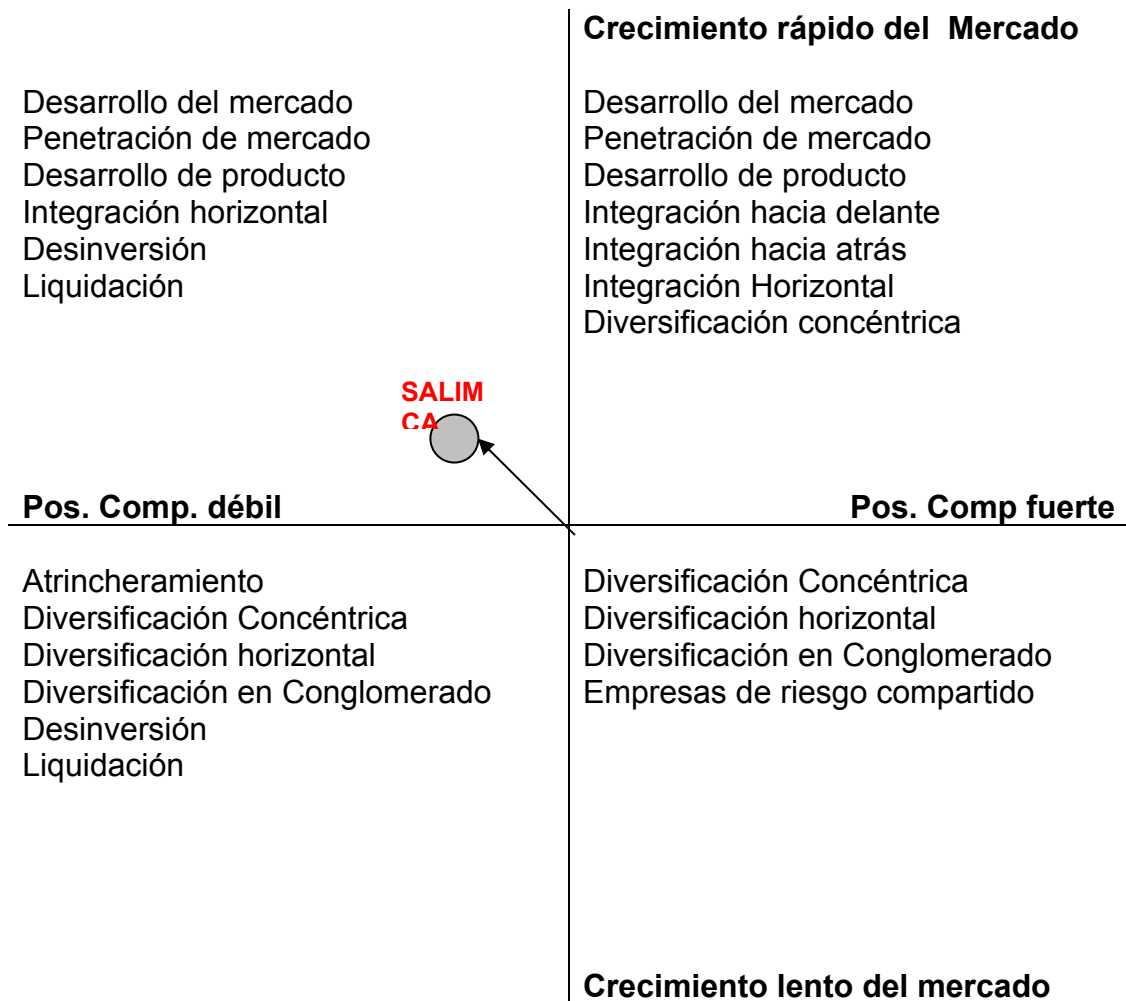 Crecimiento rápido del  Mercado
Desarrollo del mercado
Penetración de mercado
Desarrollo de producto
Integración horizontal
Desinversión
Liquidación
Desarrollo del mercado
Penetración de mercado
Desarrollo de producto
Integración hacia delante
Integración hacia atrás
Integración Horizontal
Diversificación concéntrica
SALIM
CA
Pos. Comp. débil
Pos. Comp fuerte
Atrincheramiento
Diversificación Concéntrica
Diversificación horizontal
Diversificación en Conglomerado
Desinversión
Liquidación
Diversificación Concéntrica
Diversificación horizontal
Diversificación en Conglomerado
Empresas de riesgo compartido
Crecimiento lento del mercado